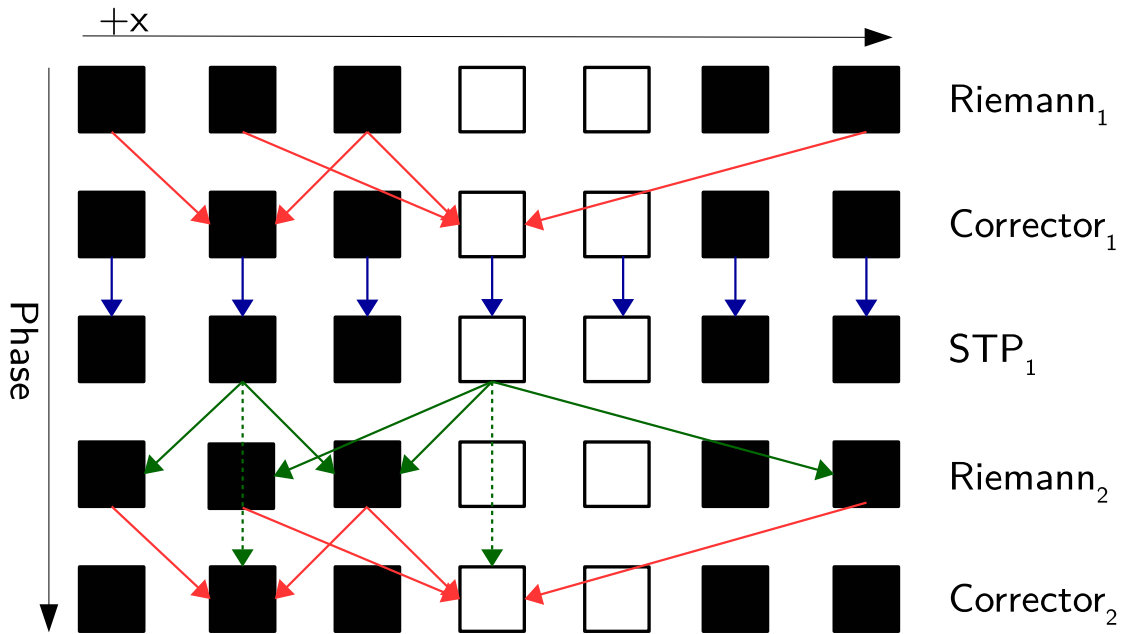 +x
Riemann₁
Corrector₁
Phase
STP₁
Riemann₂
Corrector₂